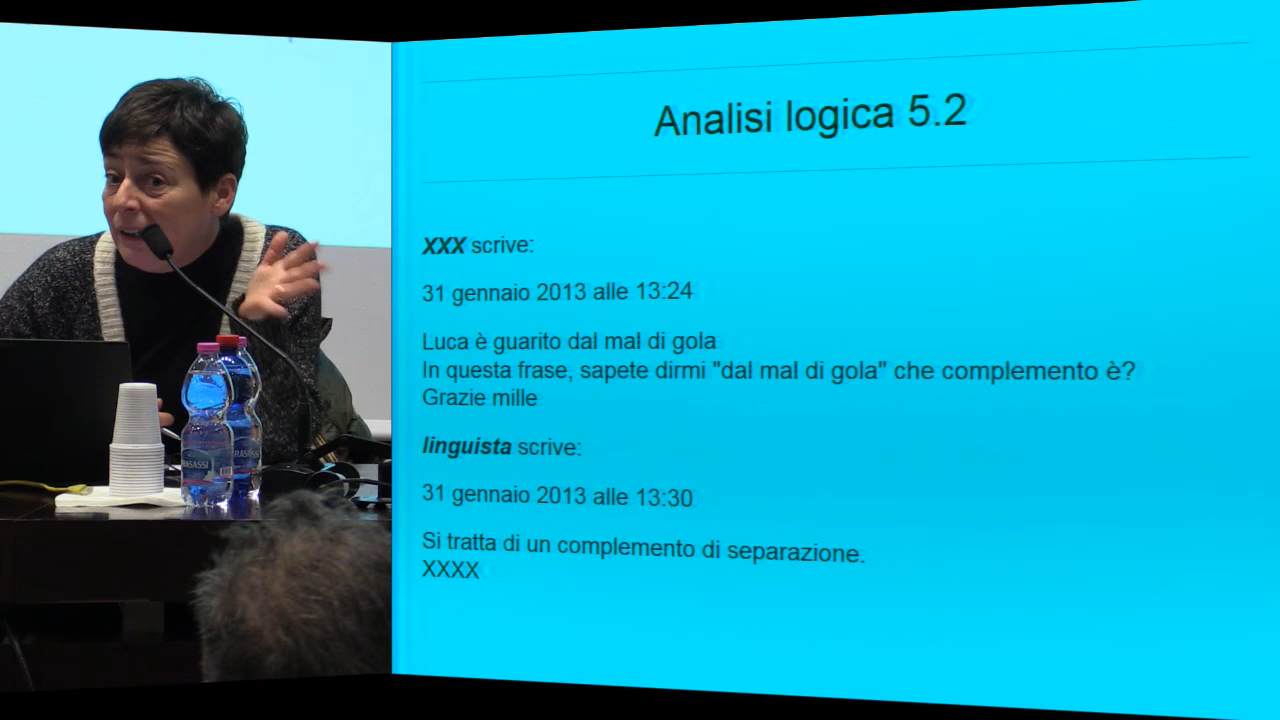 Analisi logica 5.2
XXX scrive:
31 gennaio 2013 alle 13:24
Luca è guarito dal mal di gola
In questa frase, sapete dirmi "dal mal di gola" che complemento è?
Grazie mille
linguista scrive:
31 gennaio 2013 alle 13:30
Si tratta di un complemento di separazione.
XXXX